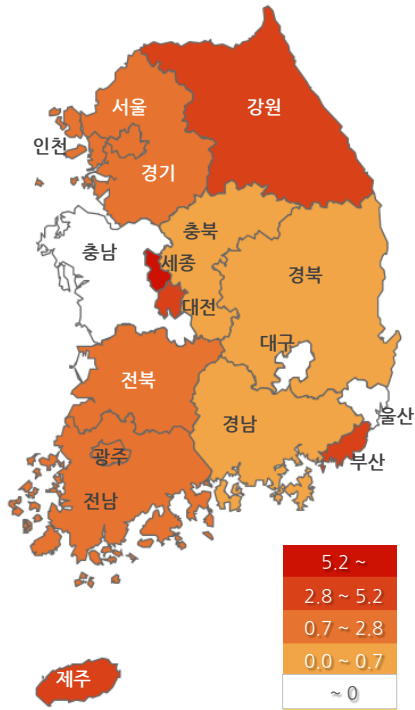 서울
강원
인천
경기
충북
충남
세종
경북
대전
대구
전북
경남
울산
광주
부산
전남
5.2 ~
2.8 ~ 5.2
0.7 ~ 2.8
0.0 ~ 0.7
~ 0
제주